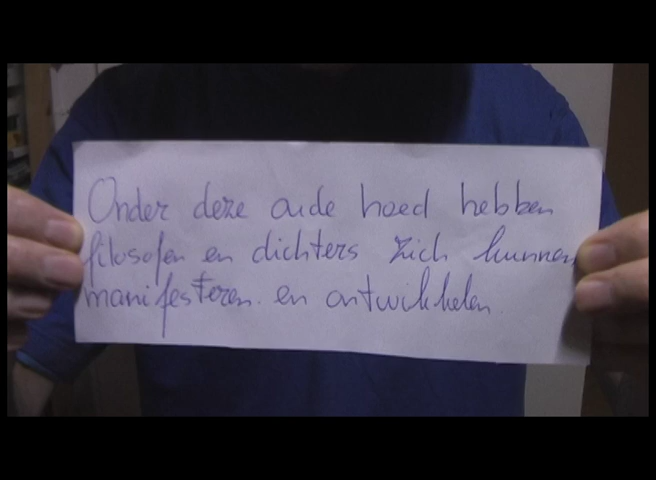 Onder deze oude hoed hebben
filosofen en dichters zich kunnen
manifesteren. en ontwikkelen.